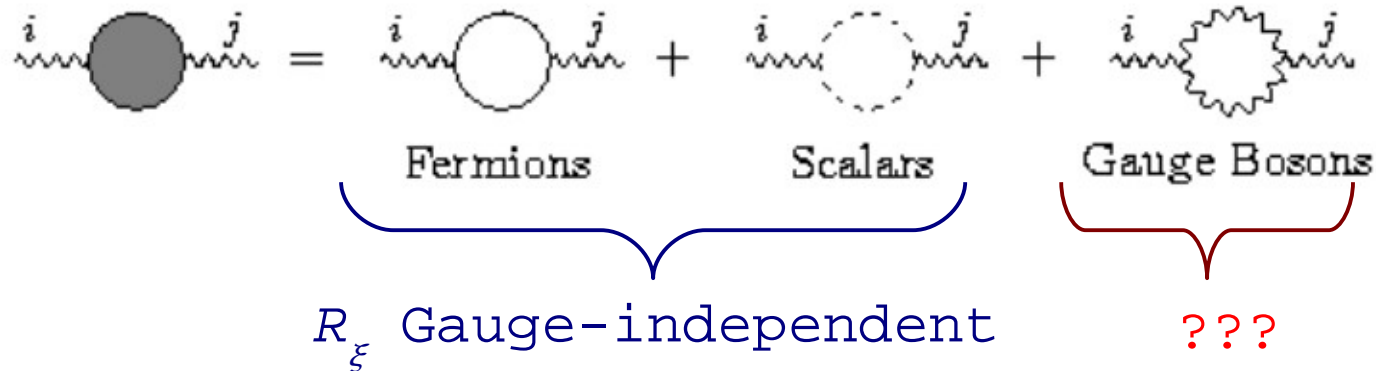 i j = i j + i j + i j
Fermions Scalars Gauge Bosons
R_ξ Gauge-independent ???